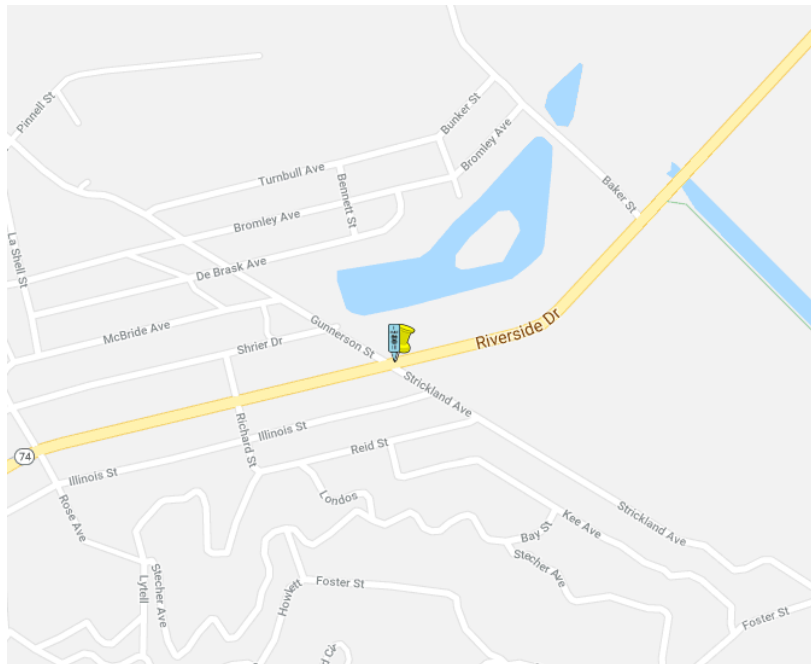 Pinnell St
Bunker St
Bromley Ave
Turnbull Ave
Bennett St
Baker St
Bromley Ave
La Shell St
De Brask Ave
McBride Ave
Gunnerson St
Shrier Dr
Riverside Dr
Strickland Ave
Richard St
Illinois St
Reid St
74
Illinois St
Londos
Rose Ave
Strickland Ave
Kee Ave
Bay St
Stecher Ave
Stecher Ave
Lytell
Howlett
Foster St
Foster St